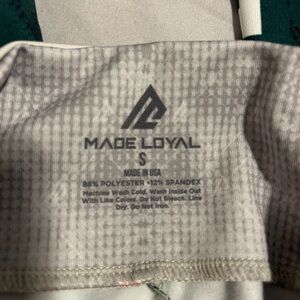 MADE LOYAL
S
MADE IN USA
88% POLYESTER +12% SPANDEX
Machine Wash Cold. Wash Inside Out
With Like Colors. Do Not Bleach. Line
Dry. Do Not Iron.